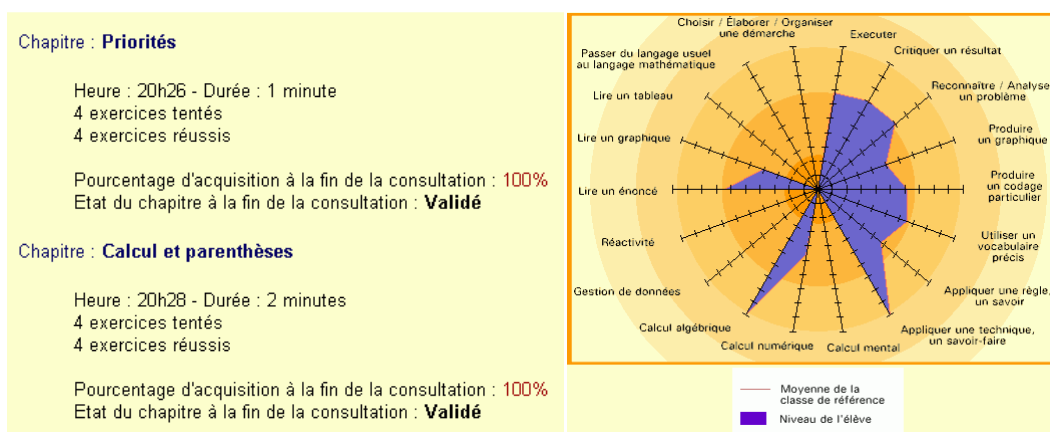 Chapitre : Priorités
Heure : 20h26 - Durée : 1 minute
4 exercices tentés
4 exercices réussis
Pourcentage d'acquisition à la fin de la consultation : 100%
Etat du chapitre à la fin de la consultation : Validé
Chapitre : Calcul et parenthèses
Heure : 20h28 - Durée : 2 minutes
4 exercices tentés
4 exercices réussis
Pourcentage d'acquisition à la fin de la consultation : 100%
Etat du chapitre à la fin de la consultation : Validé
Choisir / Élaborer / Organiser
une démarche
Executer
Critiquer un résultat
Reconnaître / Analyse
un problème
Produire
un graphique
Produire
un codage
particulier
Utiliser un
vocabulaire
précis
Appliquer une règle,
un savoir
Appliquer une technique,
un savoir-faire
Calcul mental
Calcul numérique
Calcul algébrique
Gestion de données
Réactivité
Lire un énoncé
Lire un graphique
Lire un tableau
Passer du langage usuel
au langage mathématique
Moyenne de la
classe de référence
Niveau de l'élève